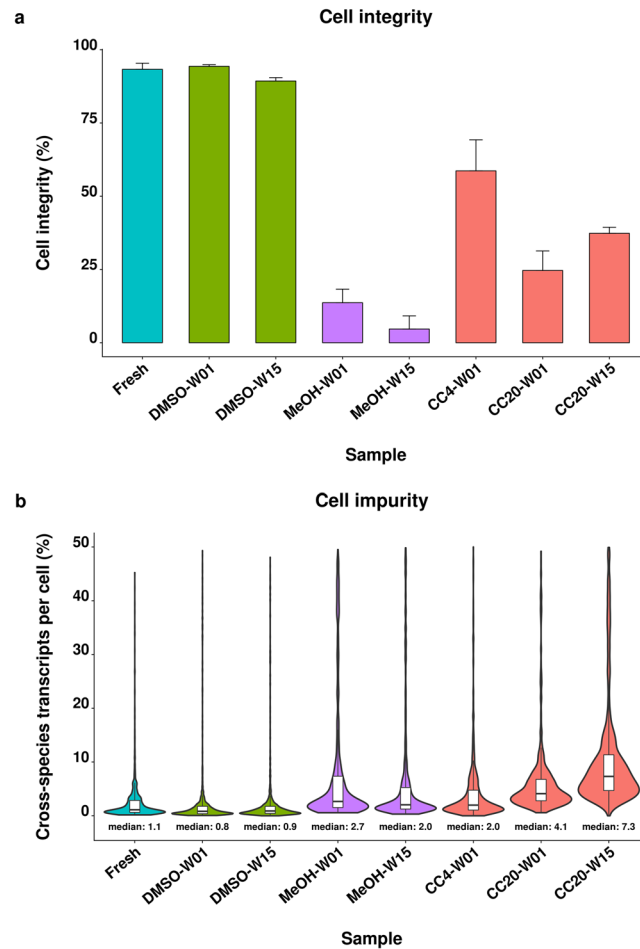 a
Cell integrity
Cell integrity (%)
100
75
50
25
0
Fresh
DMSO-W01
DMSO-W15
MeOH-W01
MeOH-W15
CC4-W01
CC20-W01
CC20-W15
Sample
b
Cell impurity
Cross-species transcripts per cell (%)
50
40
30
20
10
0
median: 1.1 median: 0.8 median: 0.9 median: 2.7 median: 2.0 median: 2.0 median: 4.1 median: 7.3
Fresh
DMSO-W01
DMSO-W15
MeOH-W01
MeOH-W15
CC4-W01
CC20-W01
CC20-W15
Sample